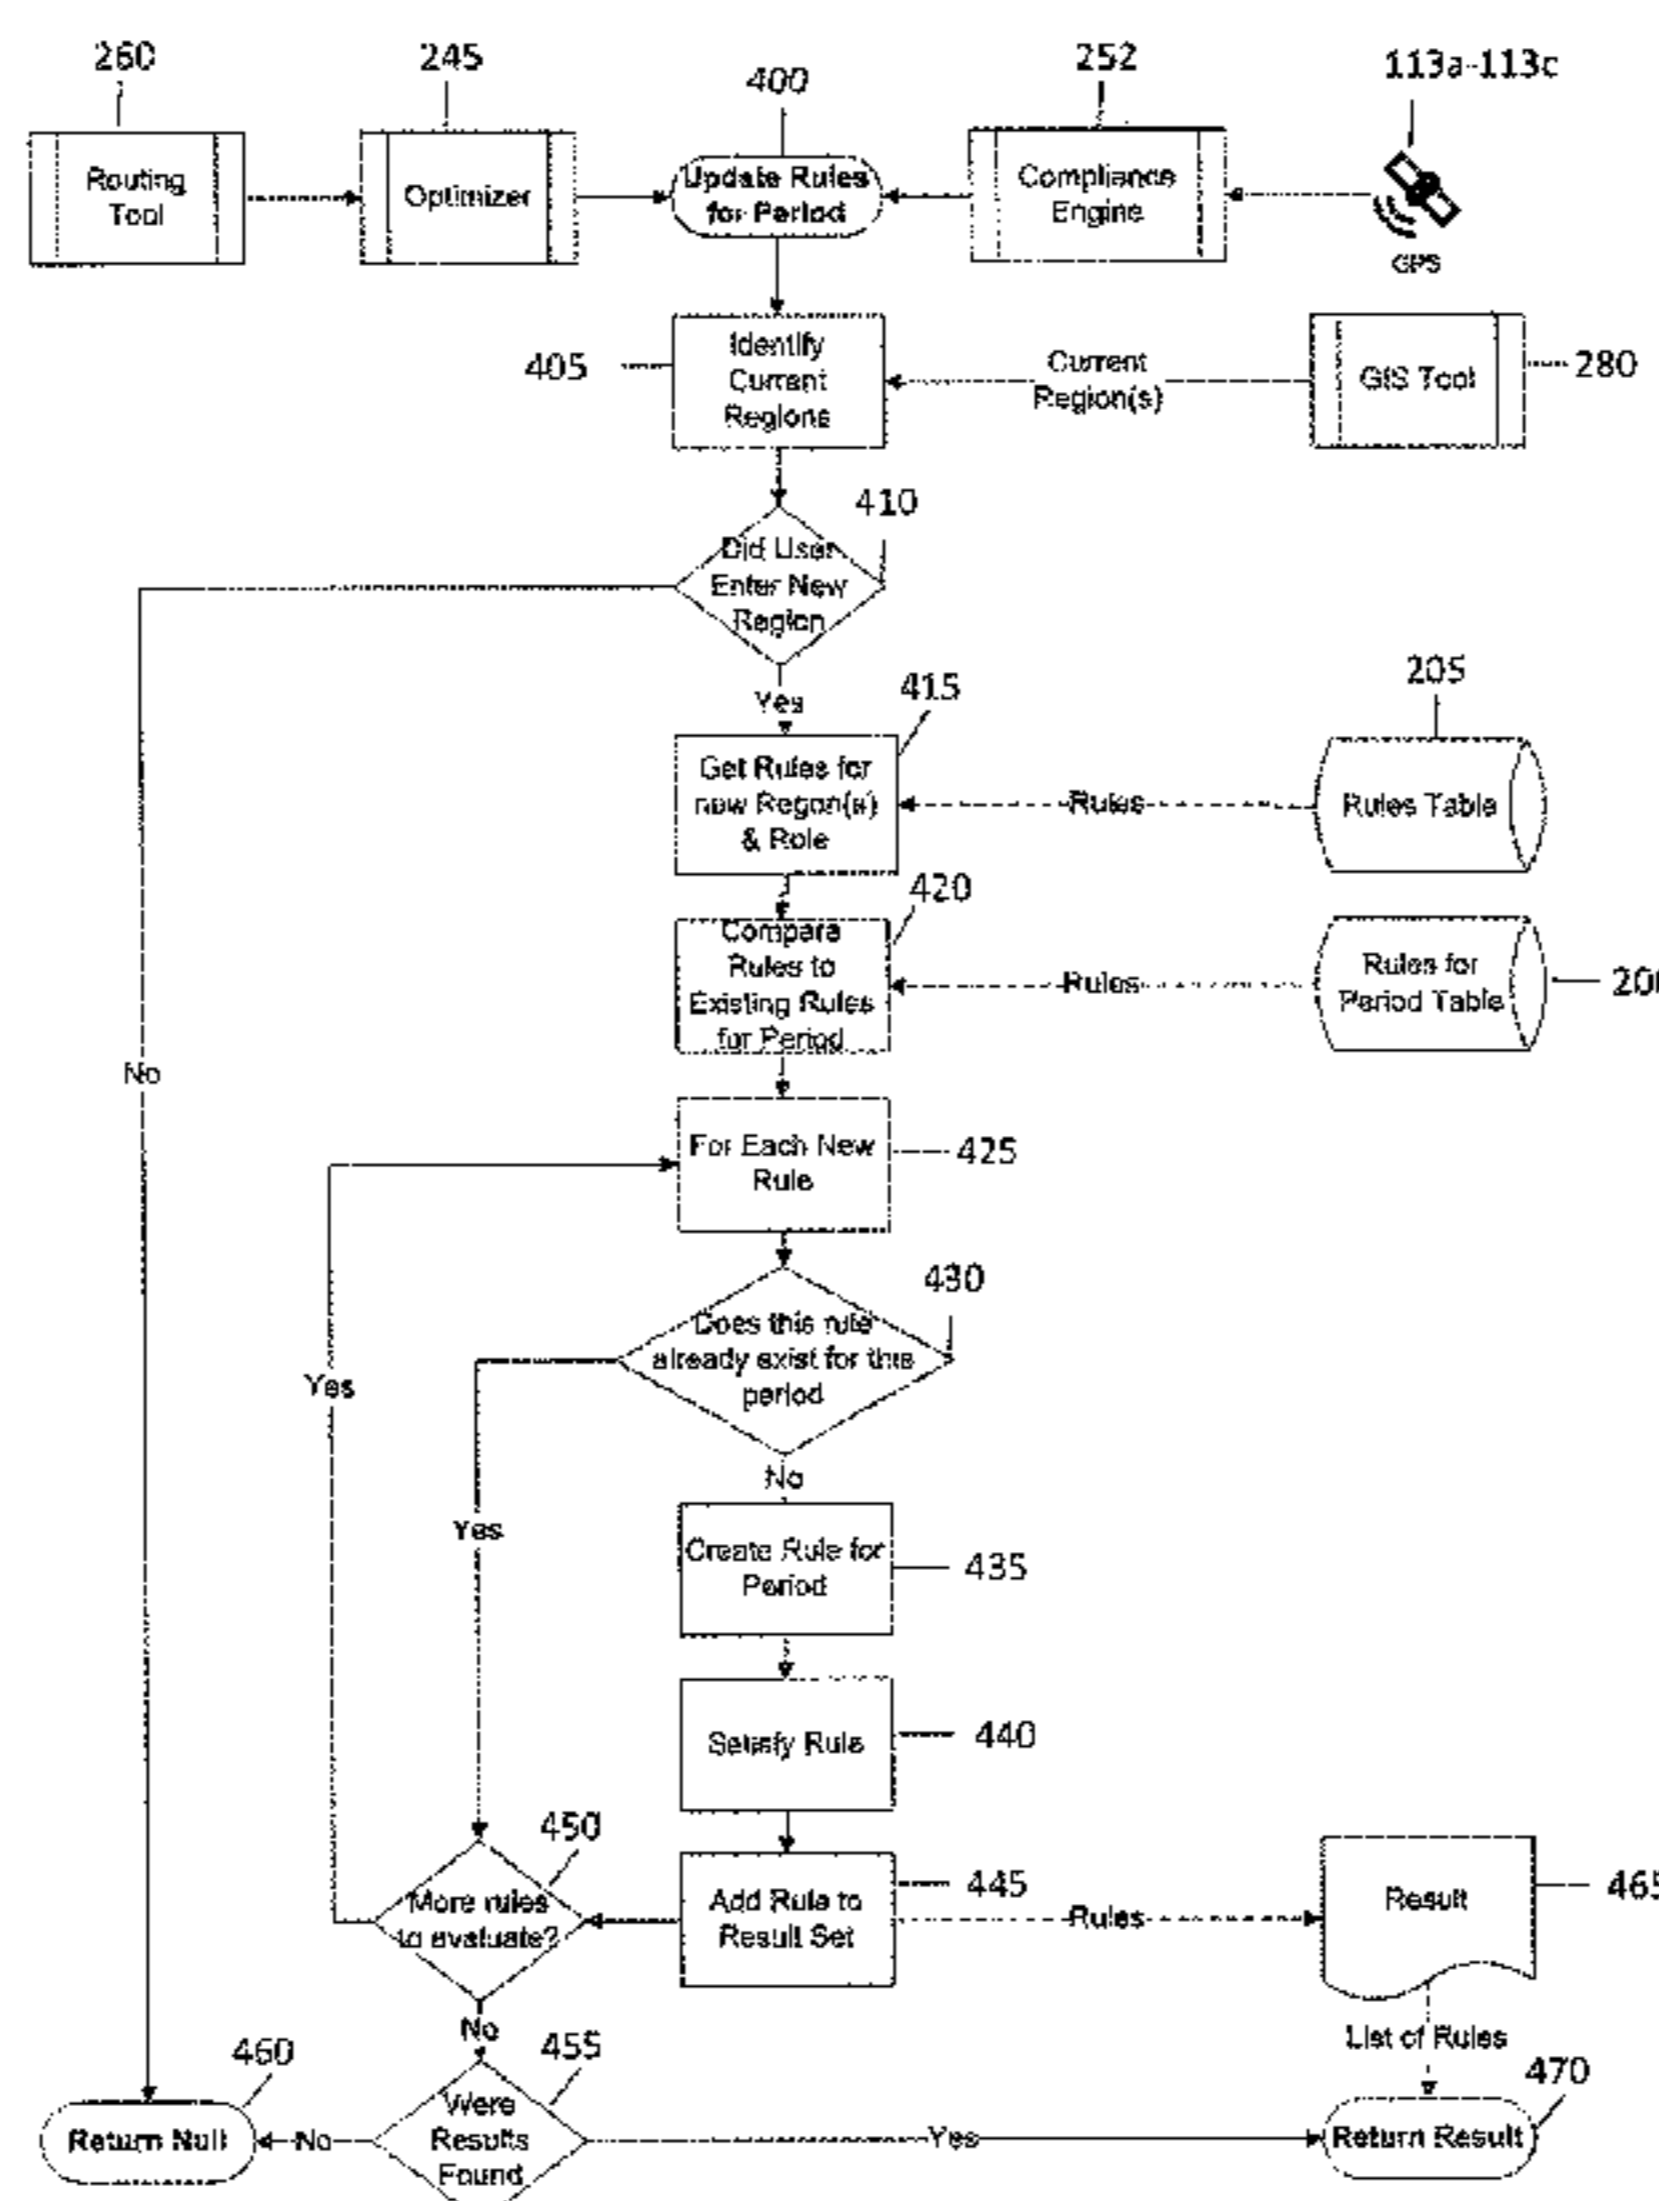 260
245
400
252
113a-113c
Routing
Tool
Optimizer
Update Rules
for Period
Compliance
Engine
GPS
405
Identify
Current
Regions
Current
Region(s)
GIS Tool
280
410
Did User
Enter New
Region
Yes
415
205
Get Rules for
new Regon(s)
& Role
Rules
Rules Table
420
Compare
Rules to
Existing Rules
for Period
Rules
Rules for
Period Table
No
For Each New
Rule
425
430
Does this rule
already exist for this
period
Yes
No
Yes
Create Rule for
Period
435
Satisfy Rule
440
450
More rules
to evaluate?
Add Rule to
Result Set
445
Rules
Result
465
No
List of Rules
460
455
470
Return Null
No
Were
Results
Found
Yes
Return Result